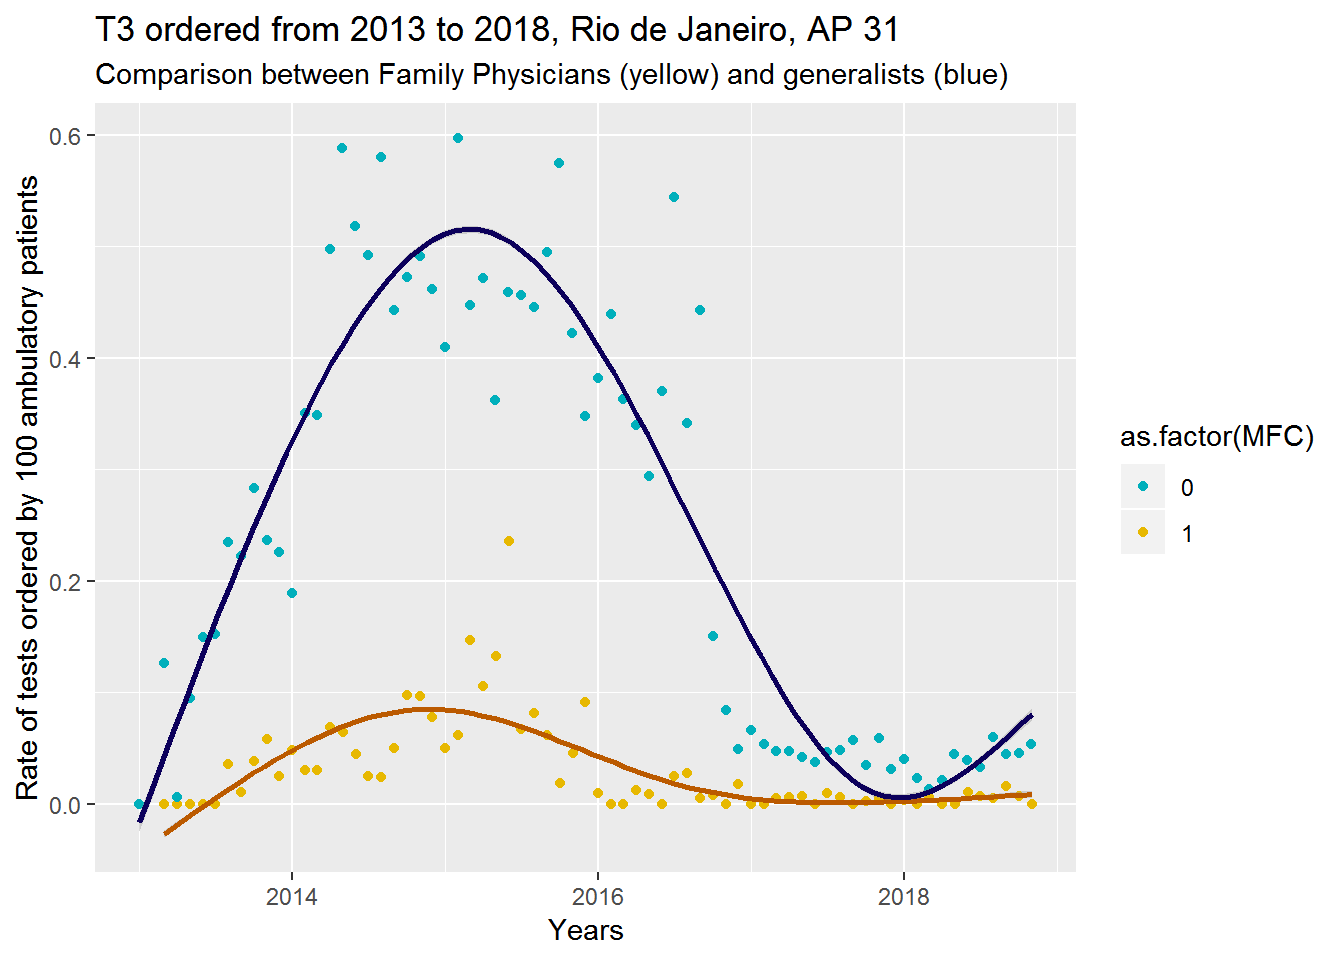 T3 ordered from 2013 to 2018, Rio de Janeiro, AP 31
Comparison between Family Physicians (yellow) and generalists (blue)
Rate of tests ordered by 100 ambulatory patients
0.6
0.4
0.2
0.0
2014
2016
2018
Years
as.factor(MFC)
0
1